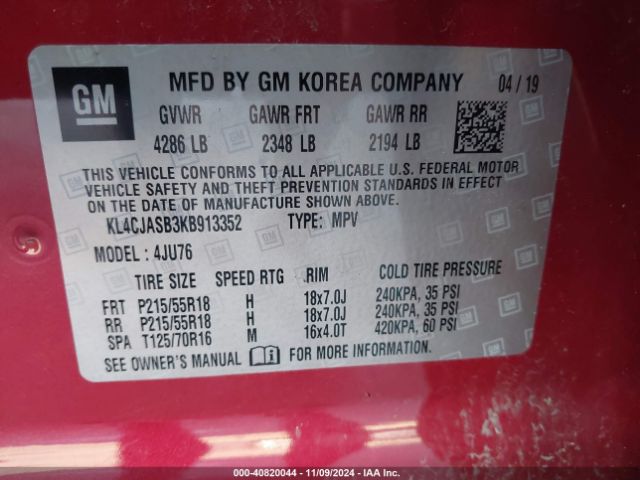 GM
MFD BY GM KOREA COMPANY 04 / 19
GVWR GAWR FRT GAWR RR
4286 LB 2348 LB 2194 LB
THIS VEHICLE CONFORMS TO ALL APPLICABLE U.S. FEDERAL MOTOR
VEHICLE SAFETY AND THEFT PREVENTION STANDARDS IN EFFECT
ON THE DATE OF MANUFACTURE SHOWN ABOVE.
KL4CJASB3KB913352 TYPE: MPV
MODEL : 4JU76
TIRE SIZE SPEED RTG .RIM COLD TIRE PRESSURE
FRT P215/55R18 H 18x7.0J 240KPA, 35 PSI
RR P215/55R18 H 18x7.0J 240KPA, 35 PSI
SPA T125/70R16 M 16x4.0T 420KPA, 60 PSI
SEE OWNER'S MANUAL FOR MORE INFORMATION.
000-40820044 - 11/09/2024 - IAA Inc.